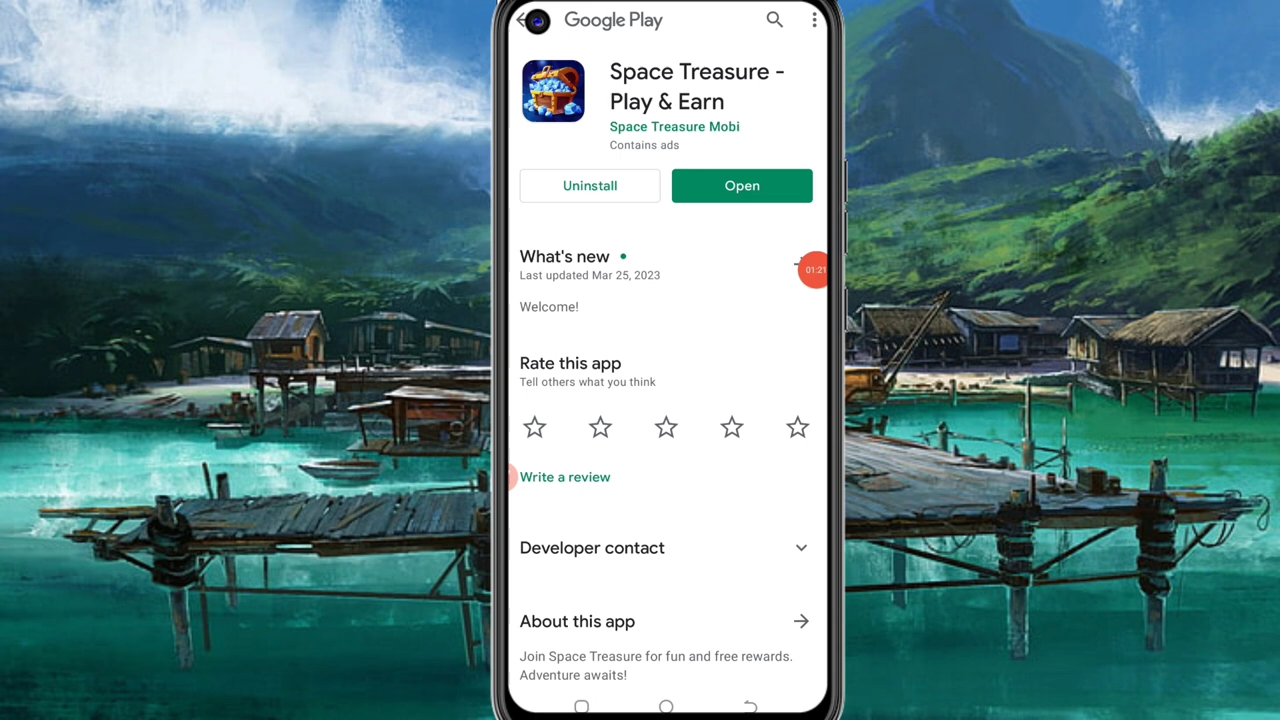 Google Play
Space Treasure -
Play & Earn
Space Treasure Mobi
Contains ads
Uninstall
Open
What's new
Last updated Mar 25, 2023
01:21
Welcome!
Rate this app
Tell others what you think
Write a review
Developer contact
About this app
Join Space Treasure for fun and free rewards.
Adventure awaits!